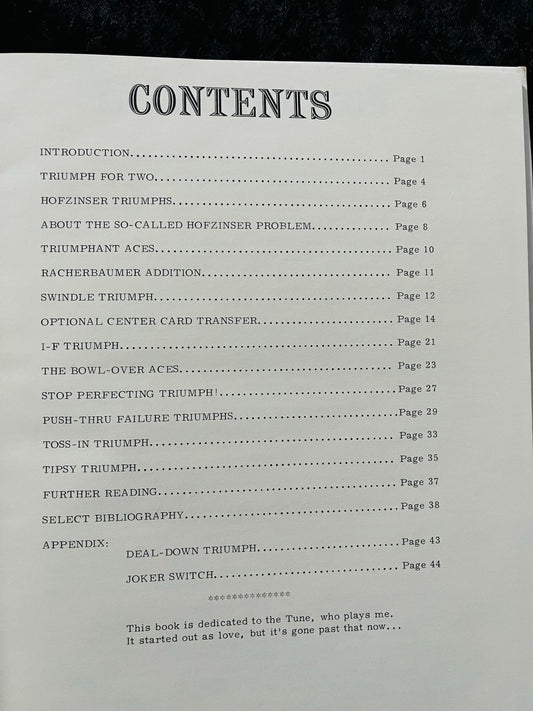 CONTENTS
INTRODUCTION................................. Page 1
TRIUMPH FOR TWO.............................. Page 4
HOFZINSER TRIUMPHS........................... Page 6
ABOUT THE SO-CALLED HOFZINSER PROBLEM.......... Page 8
TRIUMPHANT ACES.............................. Page 10
RACHERBAUMER ADDITION........................ Page 11
SWINDLE TRIUMPH.............................. Page 12
OPTIONAL CENTER CARD TRANSFER................. Page 14
I-F TRIUMPH.................................. Page 21
THE BOWL-OVER ACES........................... Page 23
STOP PERFECTING TRIUMPH!.......................Page 27
PUSH-THRU FAILURE TRIUMPHS.....................Page 29
TOSS-IN TRIUMPH.............................. Page 33
TIPSY TRIUMPH................................ Page 35
FURTHER READING.............................. Page 37
SELECT BIBLIOGRAPHY...........................Page 38
APPENDIX:
DEAL-DOWN TRIUMPH.................. Page 43
JOKER SWITCH....................... Page 44
**************
This book is dedicated to the Tune, who plays me.
It started out as love, but it's gone past that now...